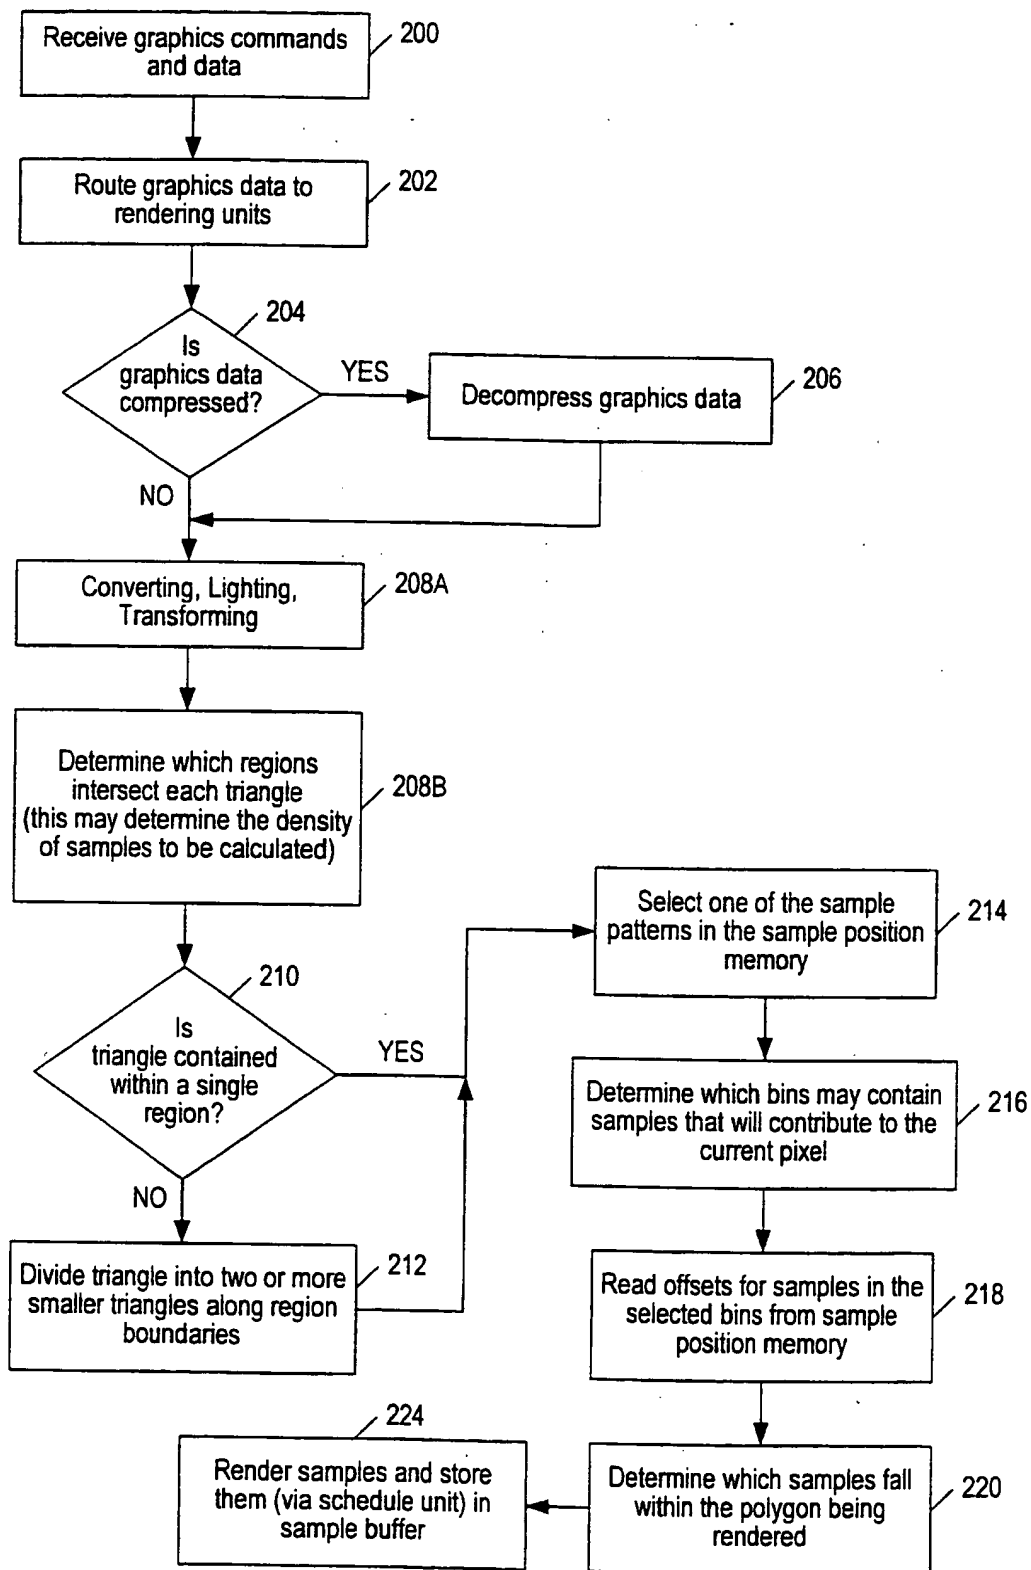 Receive graphics commands
and data
200
Route graphics data to
rendering units
202
204
Is
graphics data
compressed?
YES
Decompress graphics data
206
NO
Converting, Lighting,
Transforming
208A
Determine which regions
intersect each triangle
(this may determine the density
of samples to be calculated)
208B
210
Is
triangle contained
within a single
region?
YES
NO
Divide triangle into two or more
smaller triangles along region
boundaries
212
Select one of the sample
patterns in the sample position
memory
214
Determine which bins may contain
samples that will contribute to the
current pixel
216
Read offsets for samples in the
selected bins from sample
position memory
218
Determine which samples fall
within the polygon being
rendered
220
224
Render samples and store
them (via schedule unit) in
sample buffer